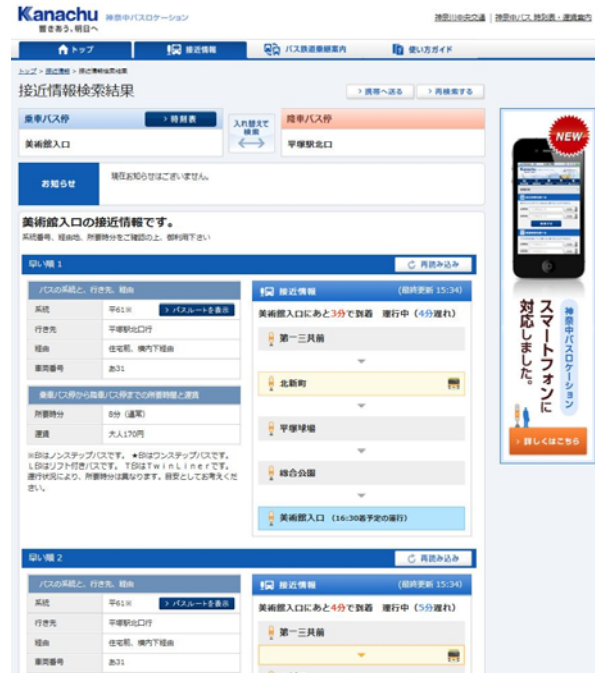 Kanachu 神奈中バスロケーション
響きあう、明日へ
神奈川中央交通 | 神奈中バス 時刻表・運賃案内
トップ
接近情報
バス鉄道乗継案内
使い方ガイド
トップ > 接近情報 > 接近情報検索結果
接近情報検索結果
> 携帯へ送る
> 再検索する
乗車バス停
> 時刻表
入れ替えて
検索
降車バス停
美術館入口
平塚駅北口
お知らせ
現在お知らせはございません。
美術館入口の接近情報です。
系統番号、経由地、所要時分をご確認の上、御利用下さい
早い順 1
再読み込み
バスの系統と、行き先、経由
系統 平61※ > バスルートを表示
行き先 平塚駅北口行
経由 住宅前、横内下経由
車両番号 あ31
乗車バス停から降車バス停までの所要時間と運賃
所要時分 8分 (通常)
運賃 大人170円
※印はノンステップバスです。 ★印はワンステップバスです。
L印はリフト付きバスです。 T印はTwinLinerです。
運行状況により、所要時分は異なります。目安としてお考えくだ
さい。
接近情報 (最終更新 15:34)
美術館入口にあと3分で到着 運行中 (4分遅れ)
第一三共前
北新町
平塚球場
総合公園
美術館入口 (16:30着予定の運行)
早い順 2
再読み込み
バスの系統と、行き先、経由
系統 平61※ > バスルートを表示
行き先 平塚駅北口行
経由 住宅前、横内下経由
車両番号 あ31
接近情報 (最終更新 15:34)
美術館入口にあと4分で到着 運行中 (5分遅れ)
第一三共前
NEW
神奈中バスロケーション
スマートフォンに
対応しました。
> 詳しくはこちら